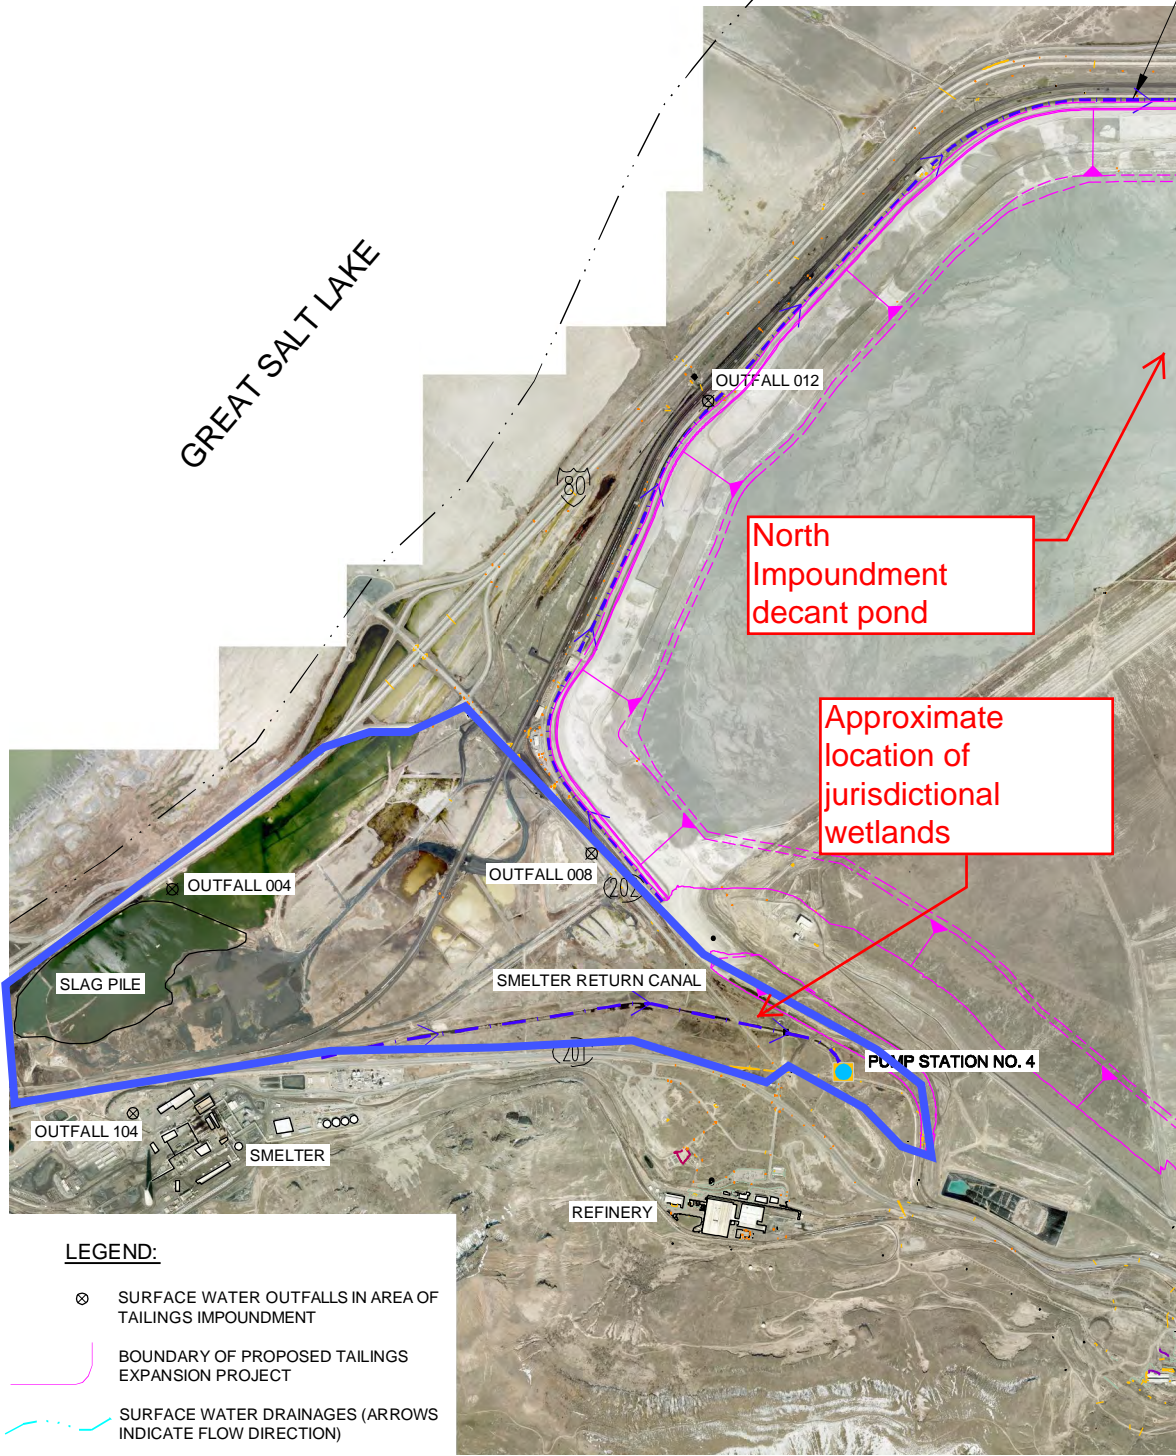 GREAT SALT LAKE
OUTFALL 012
80
North
Impoundment
decant pond
Approximate
location of
jurisdictional
wetlands
OUTFALL 008
OUTFALL 004
202
SLAG PILE
SMELTER RETURN CANAL
201
PUMP STATION NO. 4
OUTFALL 104
SMELTER
REFINERY
LEGEND:
SURFACE WATER OUTFALLS IN AREA OF
TAILINGS IMPOUNDMENT
BOUNDARY OF PROPOSED TAILINGS
EXPANSION PROJECT
SURFACE WATER DRAINAGES (ARROWS
INDICATE FLOW DIRECTION)